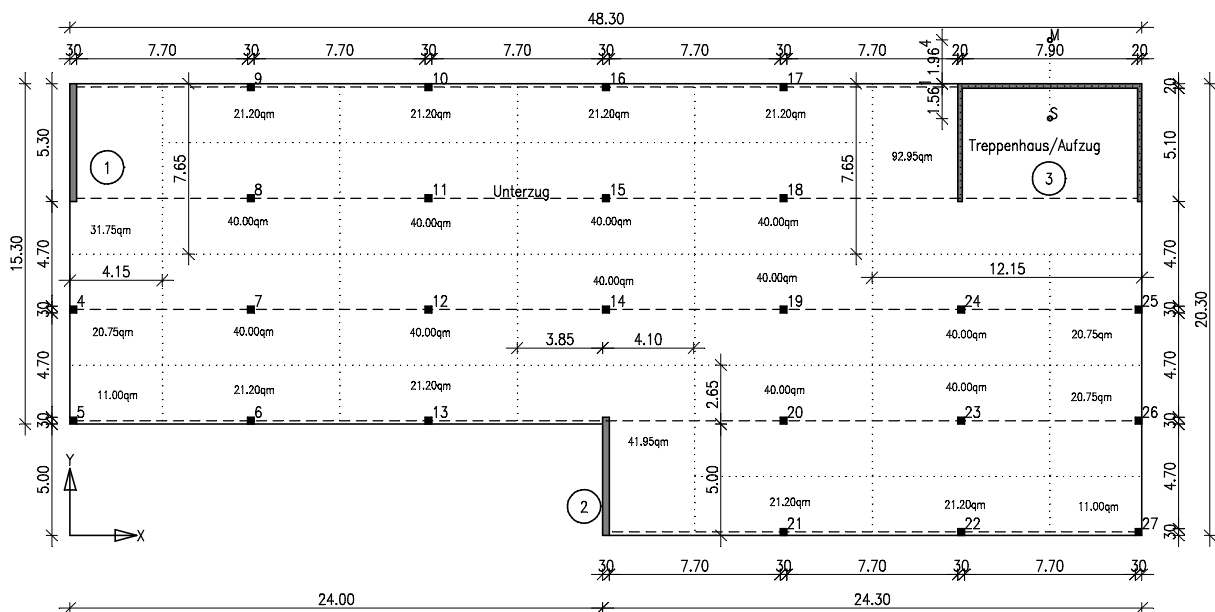 48.30
30 7.70 30 7.70 30 7.70 30 7.70 30 7.70 20 7.90 20
M
1.96⁴
1.56¹
9 10 16 17
21.20qm 21.20qm 21.20qm 21.20qm
S
20
5.30
1
7.65
7.65
92.95qm
Treppenhaus/Aufzug
3
5.10
8 11 Unterzug 15 18
31.75qm 40.00qm 40.00qm 40.00qm 40.00qm
15.30
4.70
4.15
40.00qm 40.00qm
12.15
4.70
20.30
30 4 7 12 14 19 24 25 30
20.75qm 40.00qm 40.00qm 40.00qm 20.75qm
3.85 4.10
4.70
4.70
11.00qm 21.20qm 21.20qm
2.65
40.00qm 40.00qm 20.75qm
30 5 6 13 20 23 26 30
41.95qm
Y
5.00
5.00
4.70
2
21.20qm 21.20qm 11.00qm
X
21 22 27 30
30 7.70 30 7.70 30 7.70 30
24.00 24.30